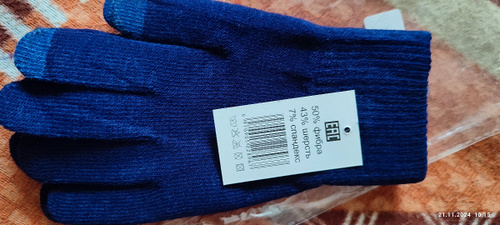 EAC
50% фибра
43% шерсть
7% спандекс
21.11.2024 10:15